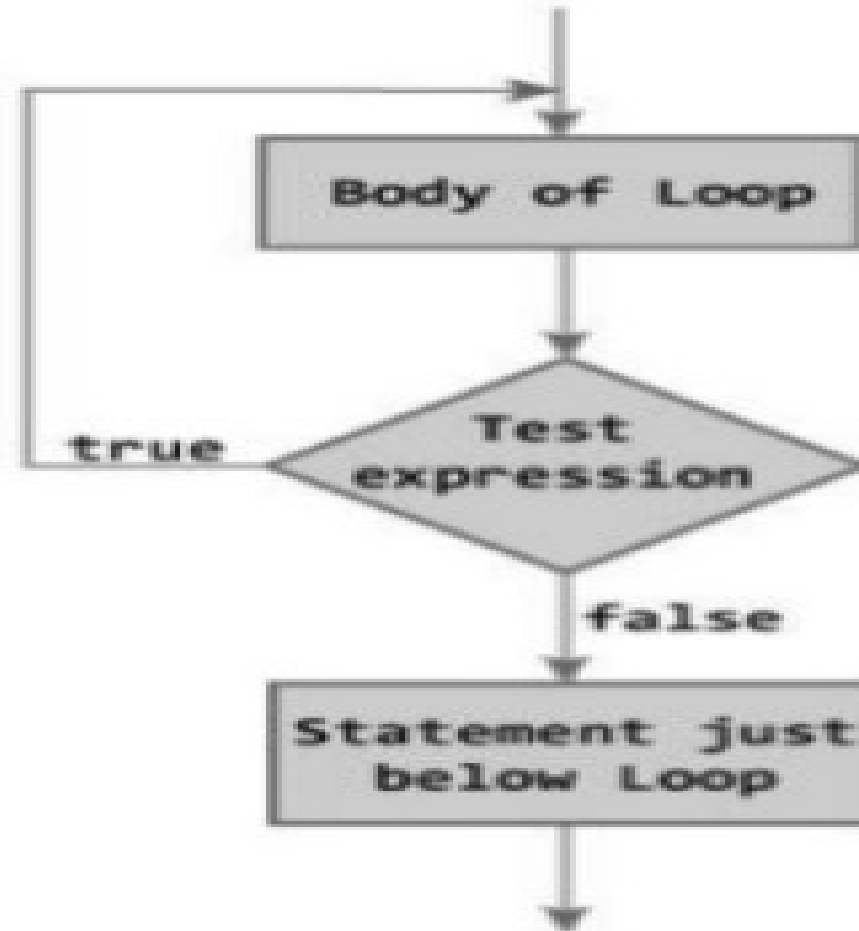 Body of Loop
Test
expression
true
false
Statement just
below Loop